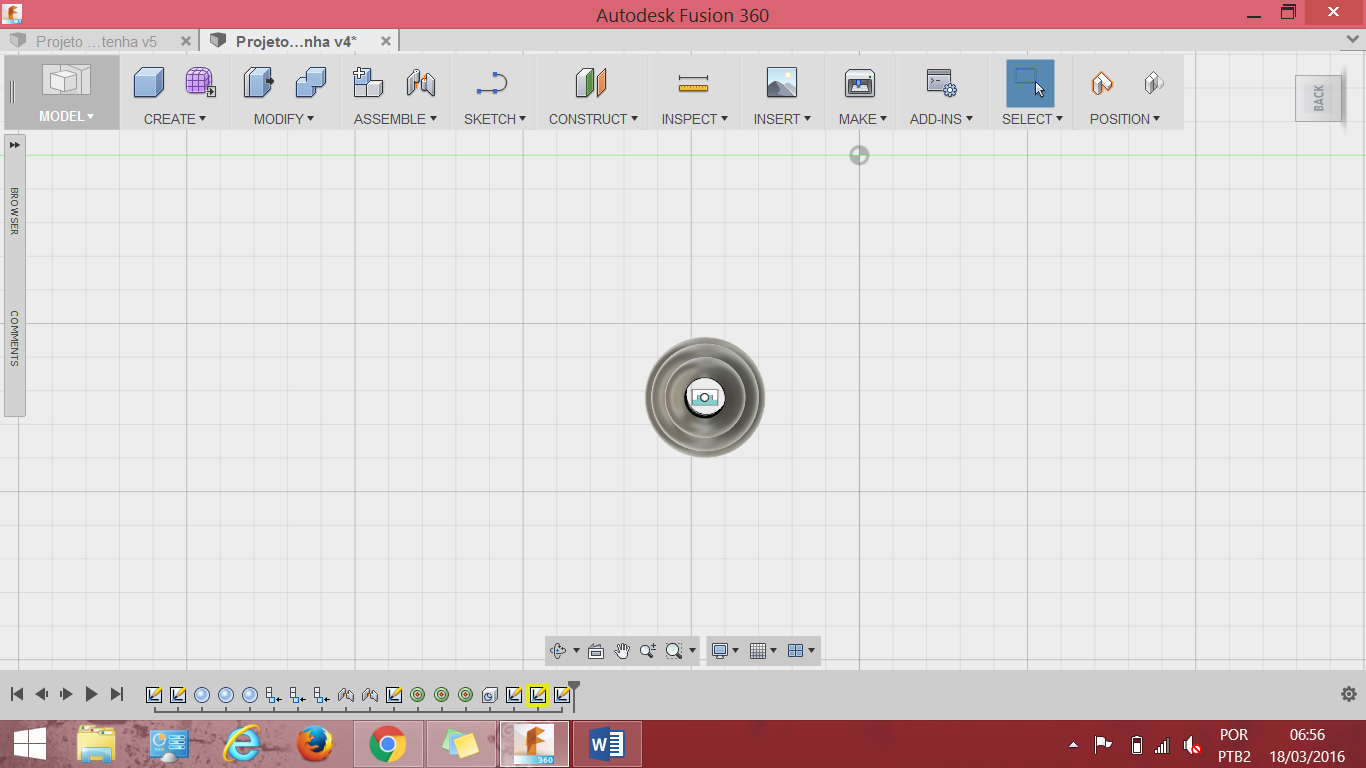 Autodesk Fusion 360
Projeto ...tenha v5
Projeto...nha v4*
MODEL
CREATE
MODIFY
ASSEMBLE
SKETCH
CONSTRUCT
INSPECT
INSERT
MAKE
ADD-INS
SELECT
POSITION
BACK
BROWSER
COMMENTS
360
POR
06:56
PTB2
18/03/2016